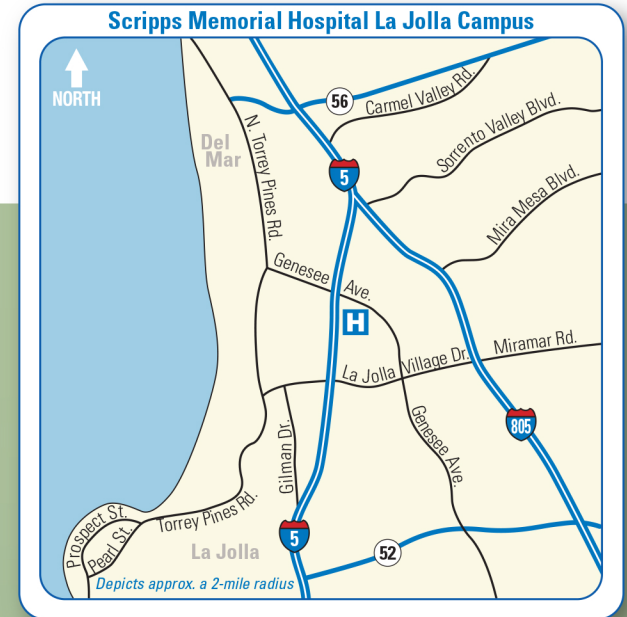 Scripps Memorial Hospital La Jolla Campus
NORTH
56
Carmel Valley Rd.
Del
Mar
N. Torrey Pines Rd.
Sorrento Valley Blvd.
5
Mira Mesa Blvd.
Genesee Ave.
H
Miramar Rd.
La Jolla Village Dr.
805
Gilman Dr.
Genesee Ave.
Prospect St.
Pearl St.
Torrey Pines Rd.
5
La Jolla
52
Depicts approx. a 2-mile radius